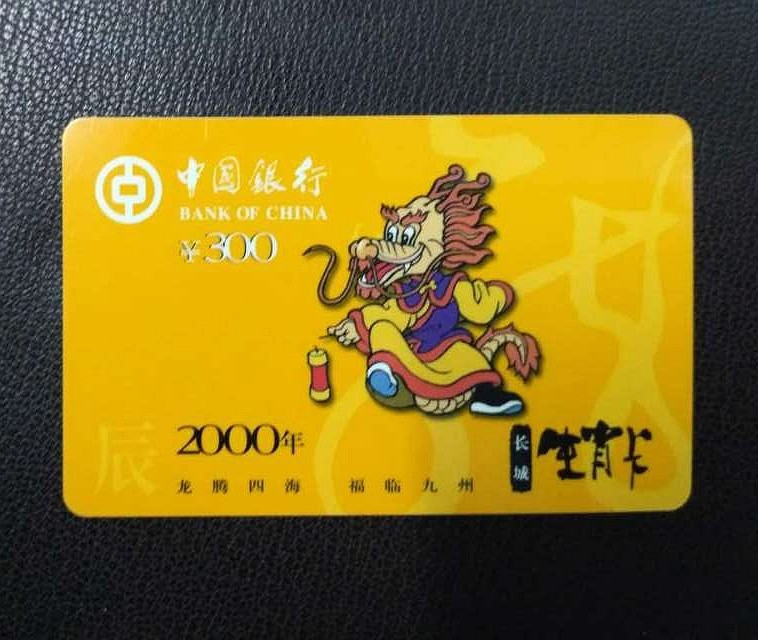 中国銀行
BANK OF CHINA
¥300
辰
2000年
龙腾四海 福临九州
长城
生肖卡